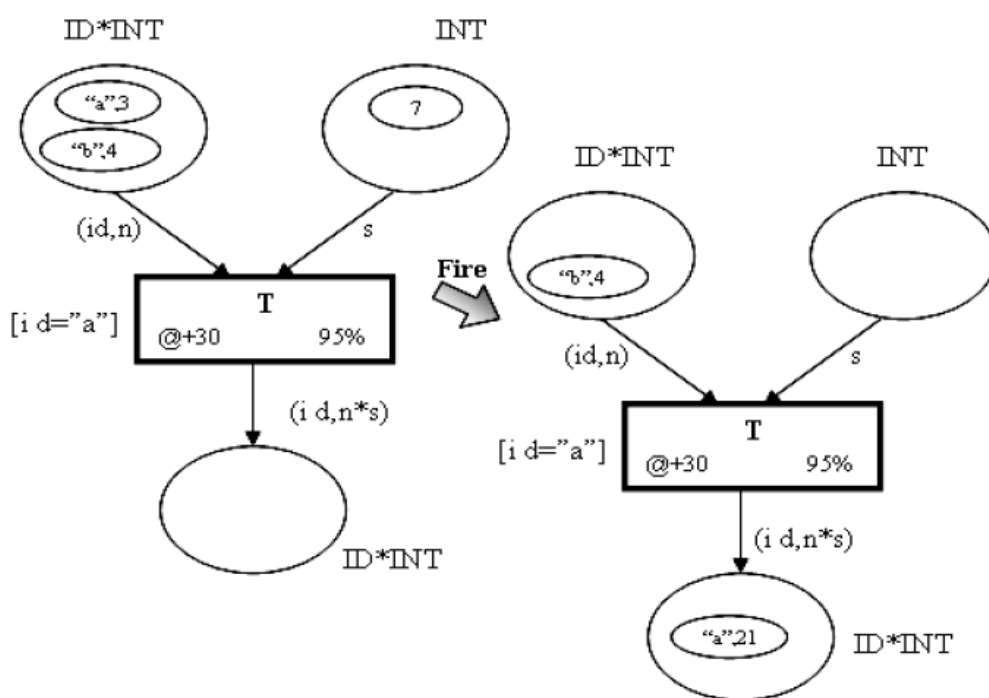 ID*INT
INT
“a”,3
“b”,4
7
(id,n)
s
T
@+30 95%
[i d=”a”]
(i d,n*s)
ID*INT
Fire
ID*INT
INT
“b”,4
(id,n)
s
T
@+30 95%
[i d=”a”]
(i d,n*s)
“a”,21
ID*INT